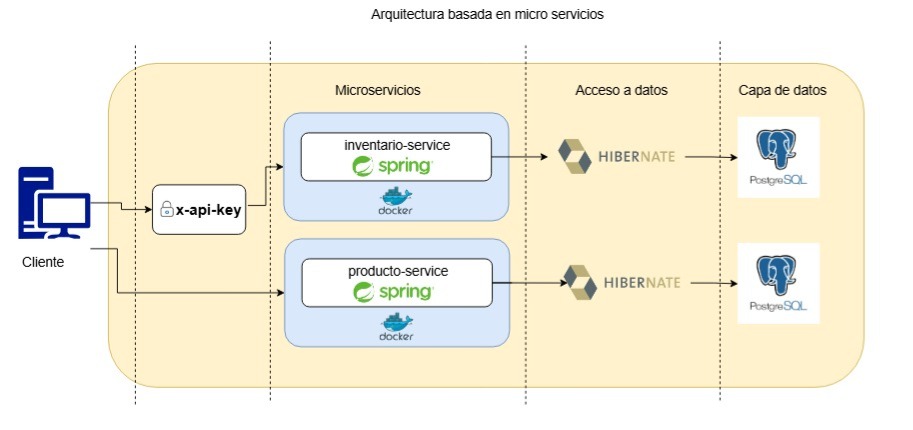 Arquitectura basada en micro servicios
Microservicios
Acceso a datos
Capa de datos
inventario-service
spring
docker
HIBERNATE
PostgreSQL
x-api-key
Cliente
producto-service
spring
docker
HIBERNATE
PostgreSQL